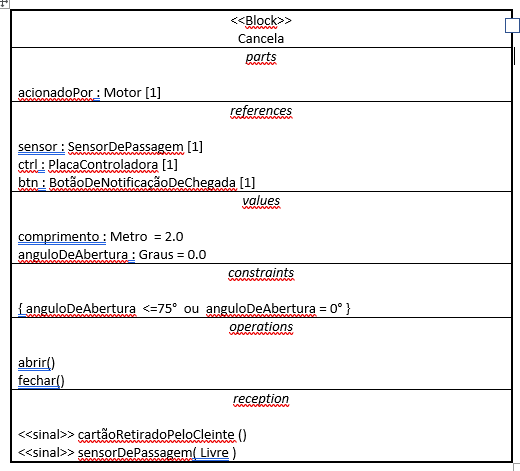 <<Block>>
Cancela
parts
acionadoPor : Motor [1]
references
sensor : SensorDePassagem [1]
ctrl : PlacaControladora [1]
btn : BotãoDeNotificaçãoDeChegada [1]
values
comprimento : Metro = 2.0
anguloDeAbertura : Graus = 0.0
constraints
{ anguloDeAbertura <=75° ou anguloDeAbertura = 0° }
operations
abrir()
fechar()
reception
<<sinal>> cartãoRetiradoPeloCleinte ()
<<sinal>> sensorDePassagem( Livre )